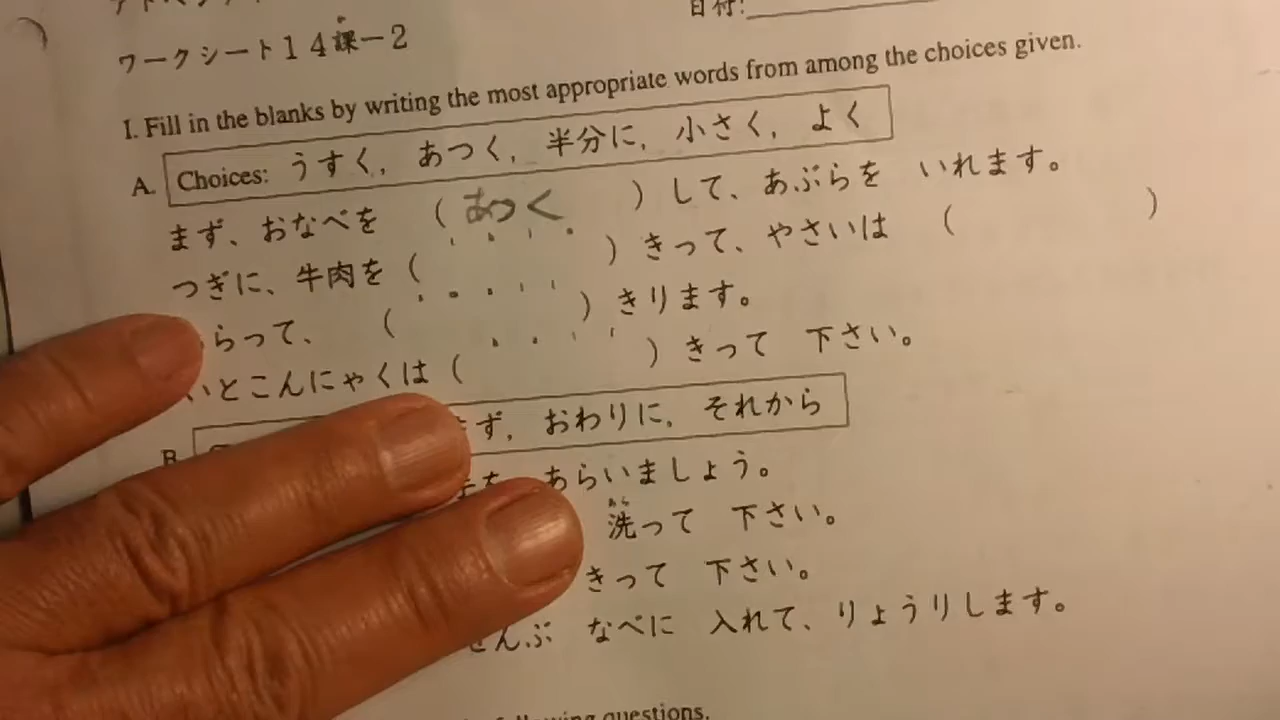 日付:
ワークシート14課ー2
か
I. Fill in the blanks by writing the most appropriate words from among the choices given.
A. Choices: うすく, あつく, 半分に, 小さく, よく
まず、おなべを ( あつく ) して、あぶらを いれます。
つぎに、牛肉を ( ) きって、やさいは ( )
らって、 ( ) きります。
いとこんにゃくは ( ) きって 下さい。
B. ず, おわりに, それから
あらいましょう。
あら
洗って 下さい。
きって 下さい。
ぜんぶ なべに 入れて、りょうりします。
following questions.